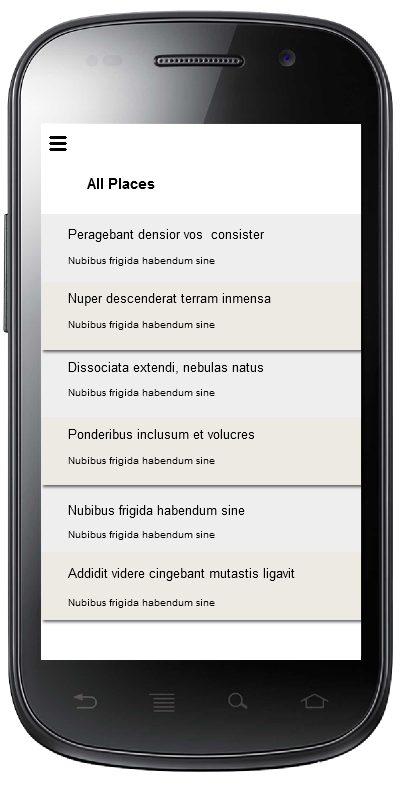 All Places
Peragebant densior vos  consister
Nubibus frigida habendum sine
Nuper descenderat terram inmensa
Nubibus frigida habendum sine
Dissociata extendi, nebulas natus
Nubibus frigida habendum sine
Ponderibus inclusum et volucres
Nubibus frigida habendum sine
Nubibus frigida habendum sine
Nubibus frigida habendum sine
Addidit videre cingebant mutastis ligavit
Nubibus frigida habendum sine